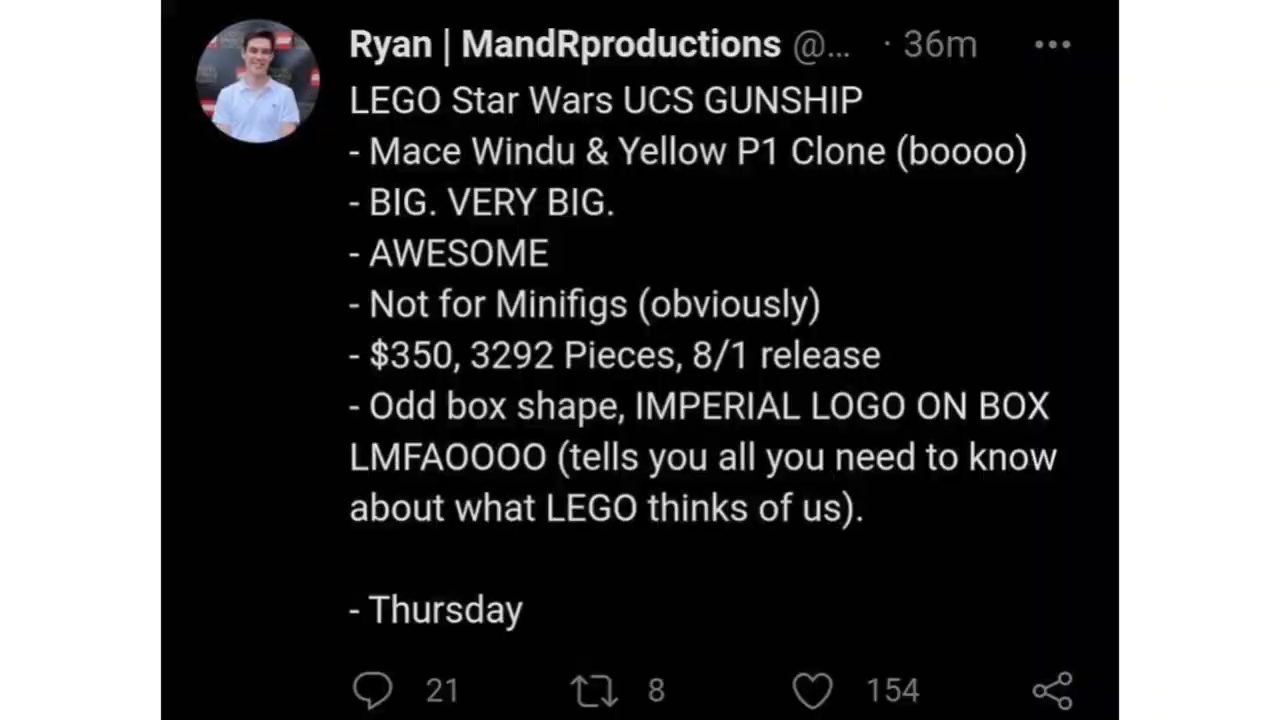 Ryan | MandRproductions @... · 36m
LEGO Star Wars UCS GUNSHIP
- Mace Windu & Yellow P1 Clone (boooo)
- BIG. VERY BIG.
- AWESOME
- Not for Minifigs (obviously)
- $350, 3292 Pieces, 8/1 release
- Odd box shape, IMPERIAL LOGO ON BOX
LMFAOOOO (tells you all you need to know
about what LEGO thinks of us).
- Thursday
21 8 154